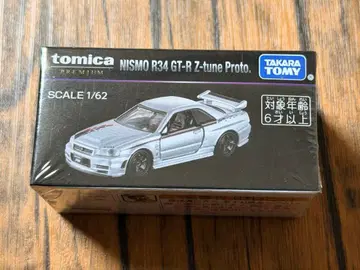 tomica
PREMIUM
NISMO R34 GT-R Z-tune Proto.
TAKARA
TOMY
SCALE 1/62
対象年齢
6才以上